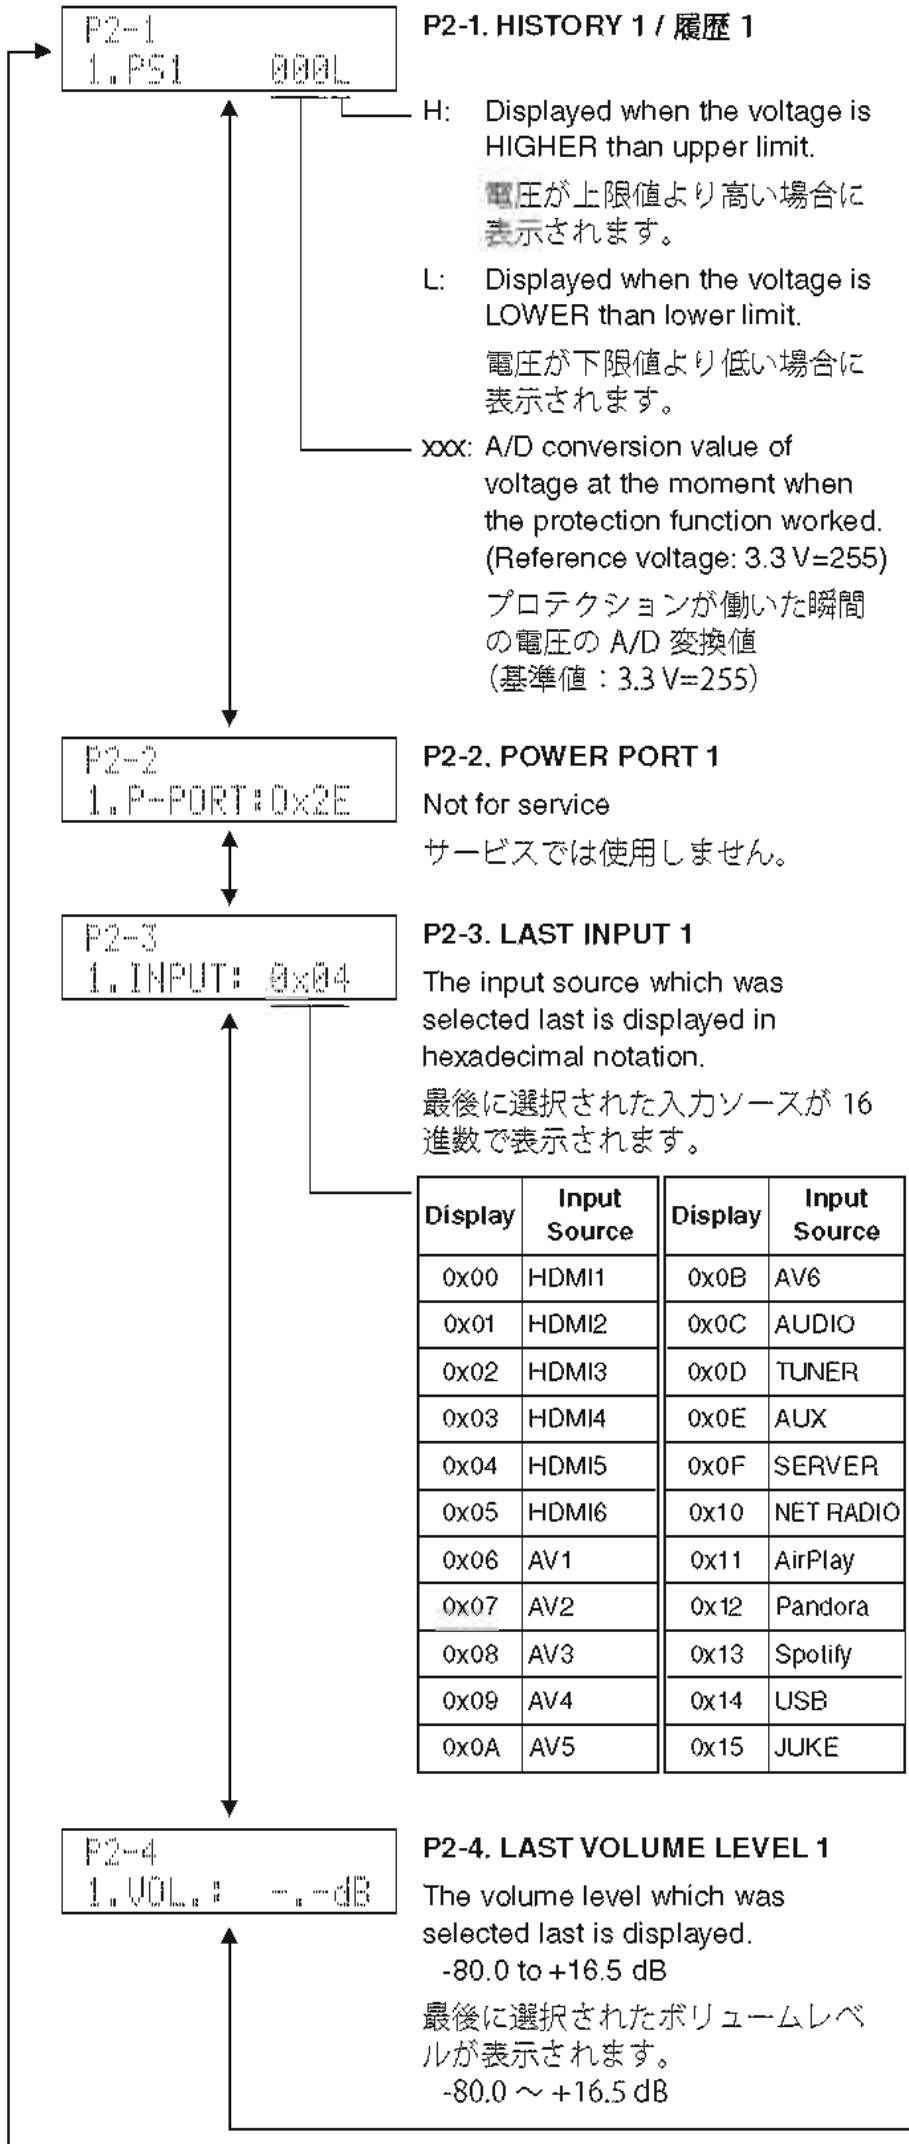 P2-1
1.PS1 000L
P2-1. HISTORY 1 / 履歴 1
H: Displayed when the voltage is
HIGHER than upper limit.
電圧が上限値より高い場合に
表示されます。
L: Displayed when the voltage is
LOWER than lower limit.
電圧が下限値より低い場合に
表示されます。
xxx: A/D conversion value of
voltage at the moment when
the protection function worked.
(Reference voltage: 3.3 V=255)
プロテクションが働いた瞬間
の電圧の A/D 変換値
（基準値：3.3 V=255）
P2-2
1.P-PORT:0x2E
P2-2. POWER PORT 1
Not for service
サービスでは使用しません。
P2-3
1.INPUT: 0x04
P2-3. LAST INPUT 1
The input source which was
selected last is displayed in
hexadecimal notation.
最後に選択された入力ソースが 16
進数で表示されます。
Display Input Source Display Input Source
0x00 HDMI1 0x0B AV6
0x01 HDMI2 0x0C AUDIO
0x02 HDMI3 0x0D TUNER
0x03 HDMI4 0x0E AUX
0x04 HDMI5 0x0F SERVER
0x05 HDMI6 0x10 NET RADIO
0x06 AV1 0x11 AirPlay
0x07 AV2 0x12 Pandora
0x08 AV3 0x13 Spotify
0x09 AV4 0x14 USB
0x0A AV5 0x15 JUKE
P2-4
1.VOL.: -.-dB
P2-4. LAST VOLUME LEVEL 1
The volume level which was
selected last is displayed.
-80.0 to +16.5 dB
最後に選択されたボリュームレベ
ルが表示されます。
-80.0 ～ +16.5 dB